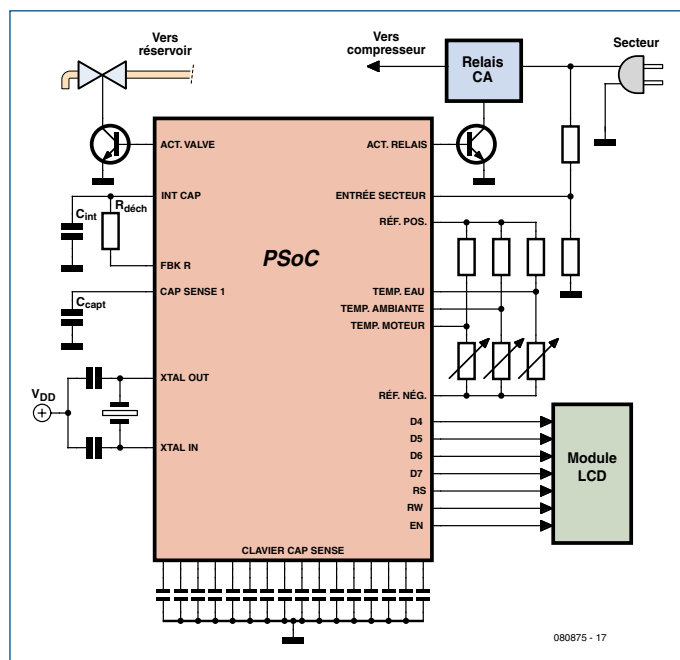 Vers
réservoir
Vers
compresseur
Relais
CA
Secteur
ACT. VALVE
ACT. RELAIS
INT CAP
Cint
Rdéch
ENTRÉE SECTEUR
RÉF. POS.
PSoC
FBK R
CAP SENSE 1
Ccapt
TEMP. EAU
TEMP. AMBIANTE
TEMP. MOTEUR
XTAL OUT
VDD
XTAL IN
RÉF. NÉG.
D4
D5
D6
D7
RS
RW
EN
Module
LCD
CLAVIER CAP SENSE
080875 - 17